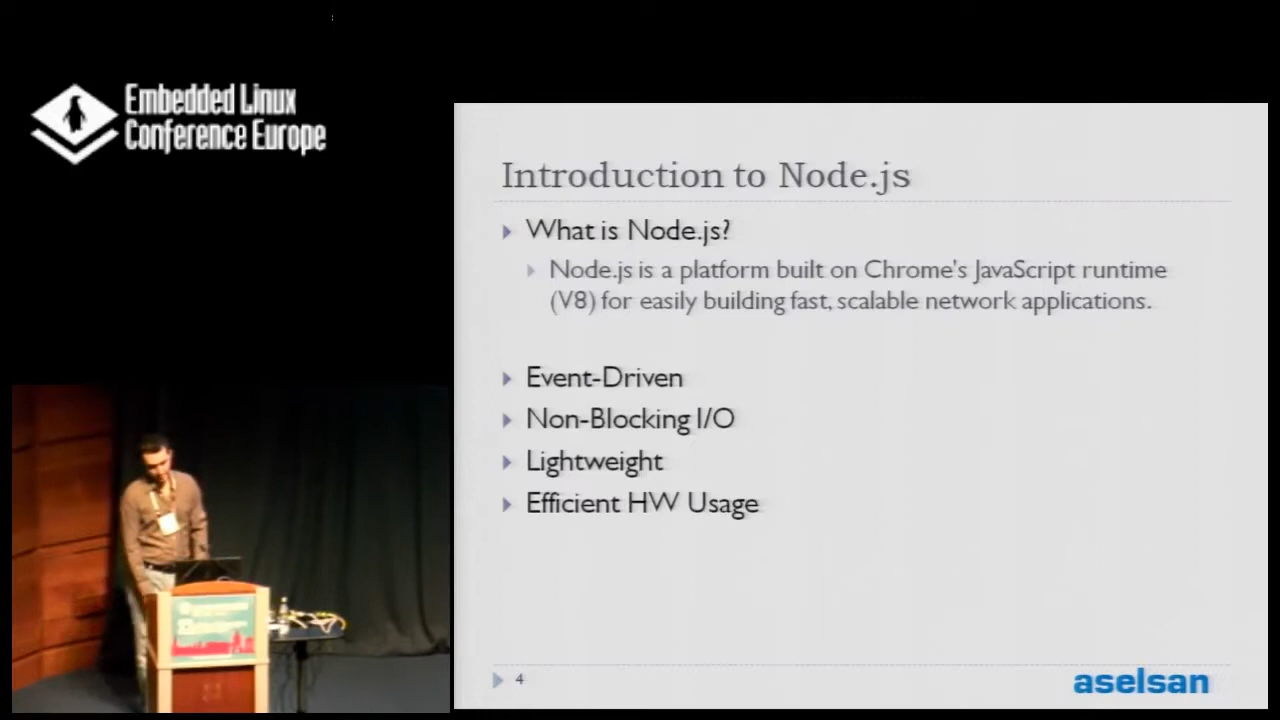 Embedded Linux
Conference Europe
Introduction to Node.js
What is Node.js?
Node.js is a platform built on Chrome's JavaScript runtime
(V8) for easily building fast, scalable network applications.
Event-Driven
Non-Blocking I/O
Lightweight
Efficient HW Usage
4
aselsan